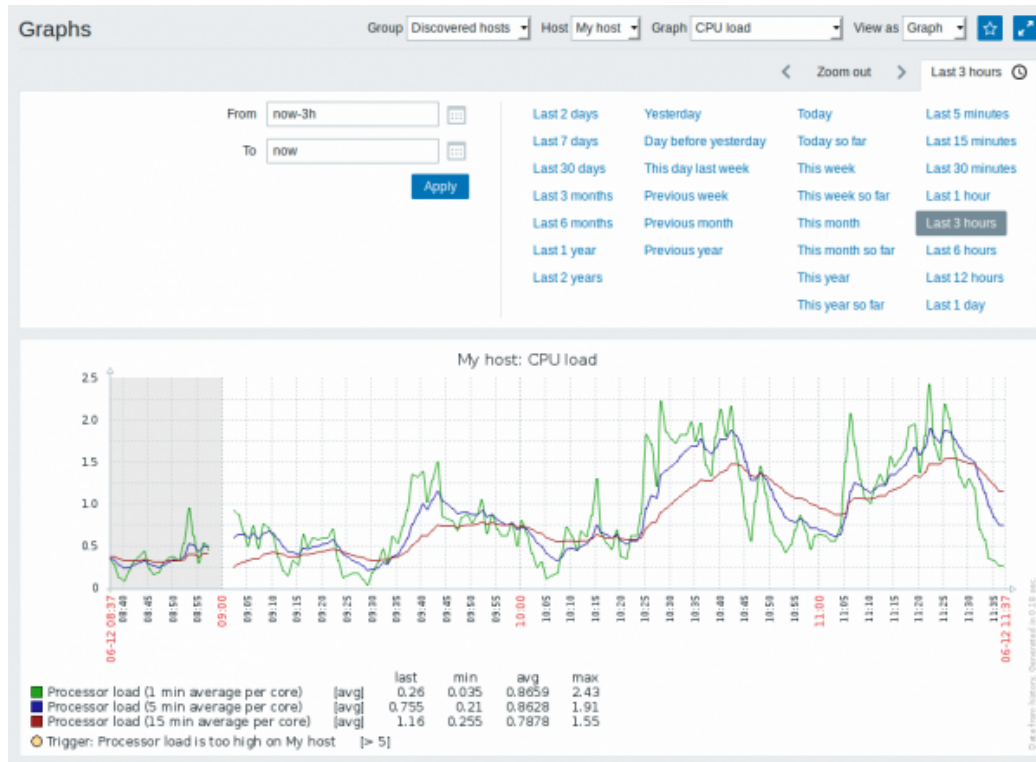 Graphs
Group Discovered hosts Host My host Graph CPU load View as Graph
Zoom out Last 3 hours
From now-3h
To now
Apply
Last 2 days Yesterday Today Last 5 minutes
Last 7 days Day before yesterday Today so far Last 15 minutes
Last 30 days This day last week This week Last 30 minutes
Last 3 months Previous week This week so far Last 1 hour
Last 6 months Previous month This month Last 3 hours
Last 1 year Previous year This month so far Last 6 hours
Last 2 years This year Last 12 hours
This year so far Last 1 day
My host: CPU load
2.5
2.0
1.5
1.0
0.5
0
06-12 08:37 08:40 08:45 08:50 08:55 09:00 09:05 09:10 09:15 09:20 09:25 09:30 09:35 09:40 09:45 09:50 09:55 10:00 10:05 10:10 10:15 10:20 10:25 10:30 10:35 10:40 10:45 10:50 10:55 11:00 11:05 11:10 11:15 11:20 11:25 11:30 11:35 06-12 11:37
last min avg max
Processor load (1 min average per core) [avg] 0.26 0.035 0.8659 2.43
Processor load (5 min average per core) [avg] 0.755 0.21 0.8628 1.91
Processor load (15 min average per core) [avg] 1.16 0.255 0.7878 1.55
Trigger: Processor load is too high on My host [> 5]